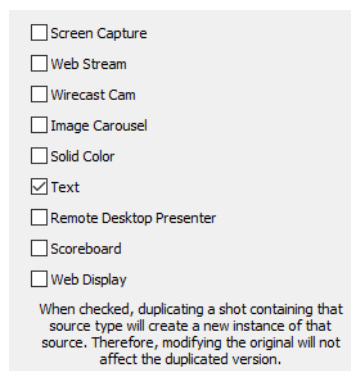 Screen Capture
Web Stream
Wirecast Cam
Image Carousel
Solid Color
Text
Remote Desktop Presenter
Scoreboard
Web Display
When checked, duplicating a shot containing that
source type will create a new instance of that
source. Therefore, modifying the original will not
affect the duplicated version.